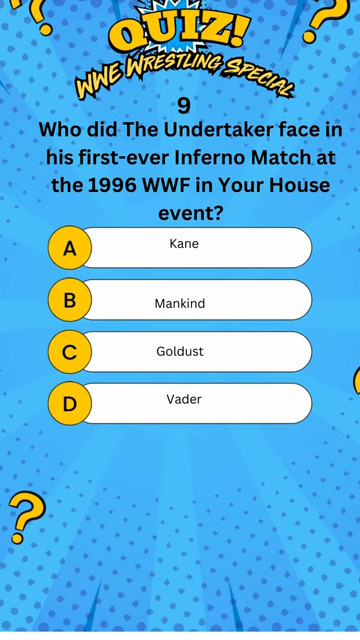 QUIZ!
WWE WRESTLING SPECIAL
9
Who did The Undertaker face in
his first-ever Inferno Match at
the 1996 WWF in Your House
event?
A Kane
B Mankind
C Goldust
D Vader